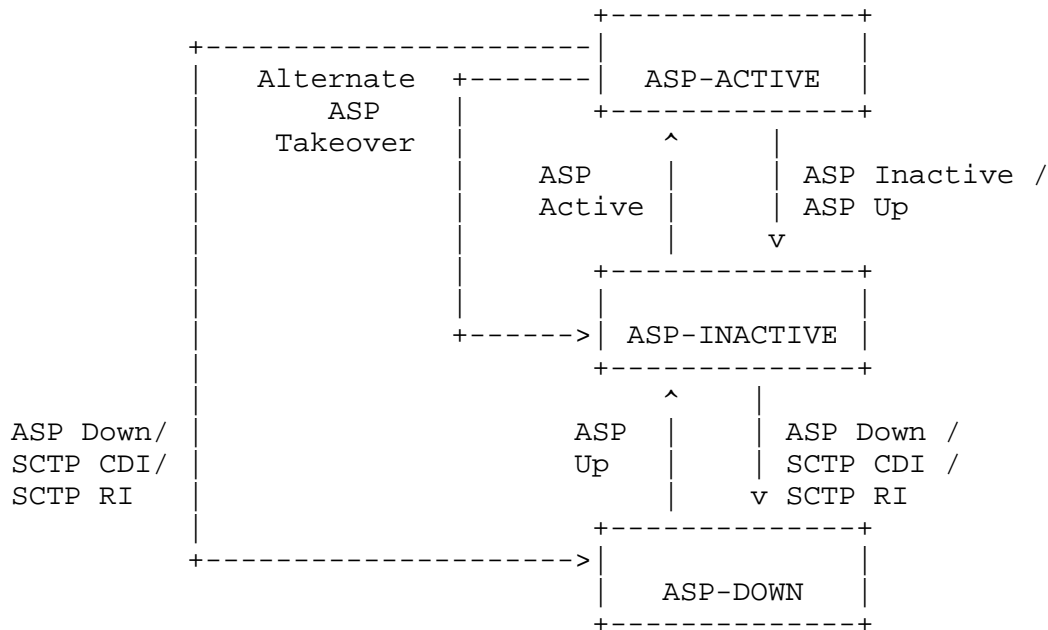 ASP-ACTIVE
Alternate
ASP
Takeover
ASP
Active
ASP Inactive /
ASP Up
ASP-INACTIVE
ASP Down/
SCTP CDI/
SCTP RI
ASP
Up
ASP Down /
SCTP CDI /
SCTP RI
ASP-DOWN